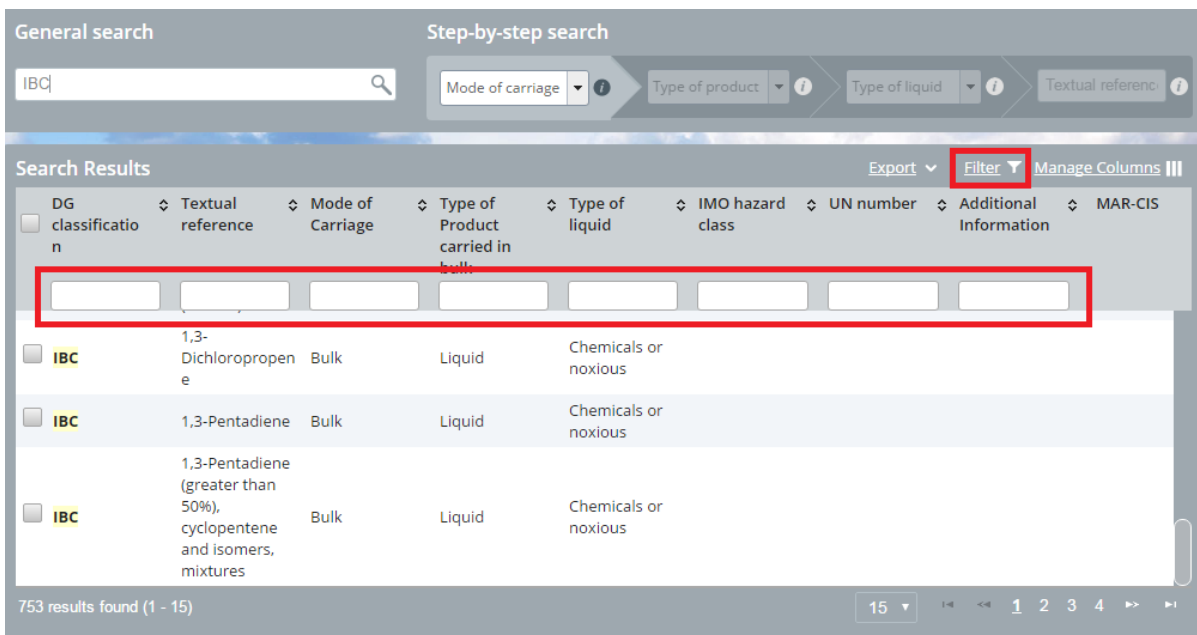 General search
Step-by-step search
IBC
Mode of carriage
Type of product
Type of liquid
Textual referenc
Search Results
Export
Filter
Manage Columns
DG
classificatio
n
Textual
reference
Mode of
Carriage
Type of
Product
carried in
bulk
Type of
liquid
IMO hazard
class
UN number
Additional
Information
MAR-CIS
IBC
1,3-
Dichloropropen
e
Bulk
Liquid
Chemicals or
noxious
IBC
1,3-Pentadiene
Bulk
Liquid
Chemicals or
noxious
IBC
1,3-Pentadiene
(greater than
50%),
cyclopentene
and isomers,
mixtures
Bulk
Liquid
Chemicals or
noxious
753 results found (1 - 15)
15
1 2 3 4